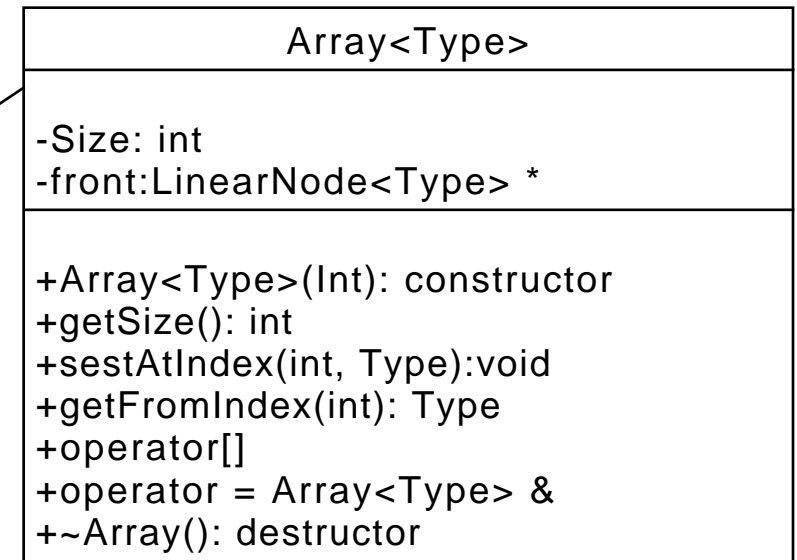 Array<Type>
-Size: int
-front:LinearNode<Type> *
+Array<Type>(Int): constructor
+getSize(): int
+sestAtIndex(int, Type):void
+getFromIndex(int): Type
+operator[]
+operator = Array<Type> &
+~Array(): destructor